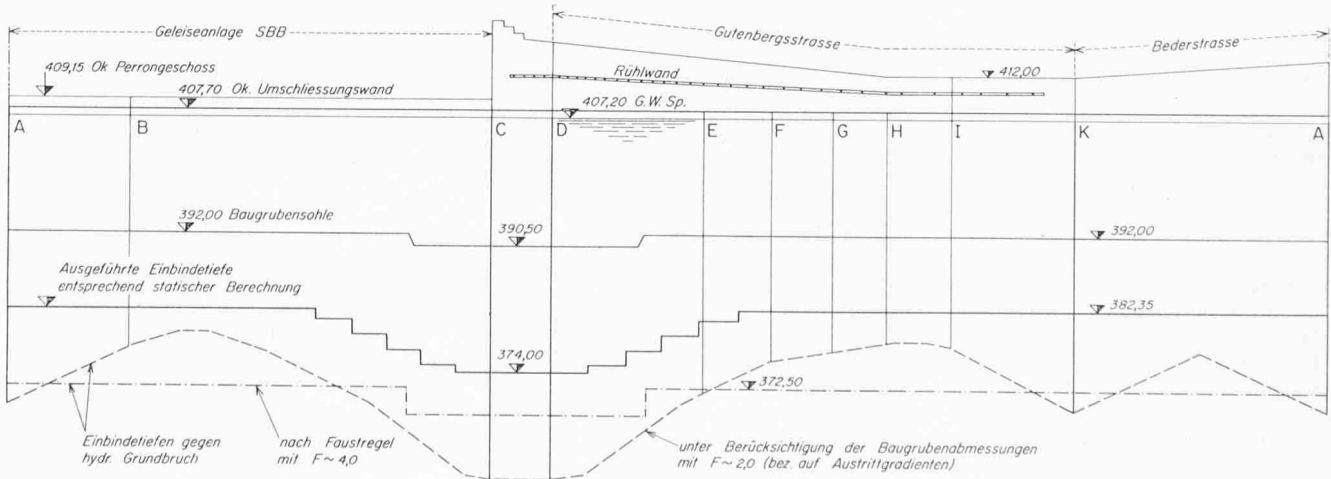 Geleiseanlage SBB
Gutenbergsstrasse
Bederstrasse
409,15 Ok Perrongeschoss
407,70 Ok. Umschliessungswand
Rühlwand
412,00
407,20 G.W. Sp.
A
B
C
D
E
F
G
H
I
K
A
392,00 Baugrubensohle
390,50
392,00
Ausgeführte Einbindetiefe
entsprechend statischer Berechnung
382,35
374,00
372,50
Einbindetiefen gegen
hydr. Grundbruch
nach Faustregel
mit F~4,0
unter Berücksichtigung der Baugrubenabmessungen
mit F~2,0 (bez. auf Austrittgradienten)